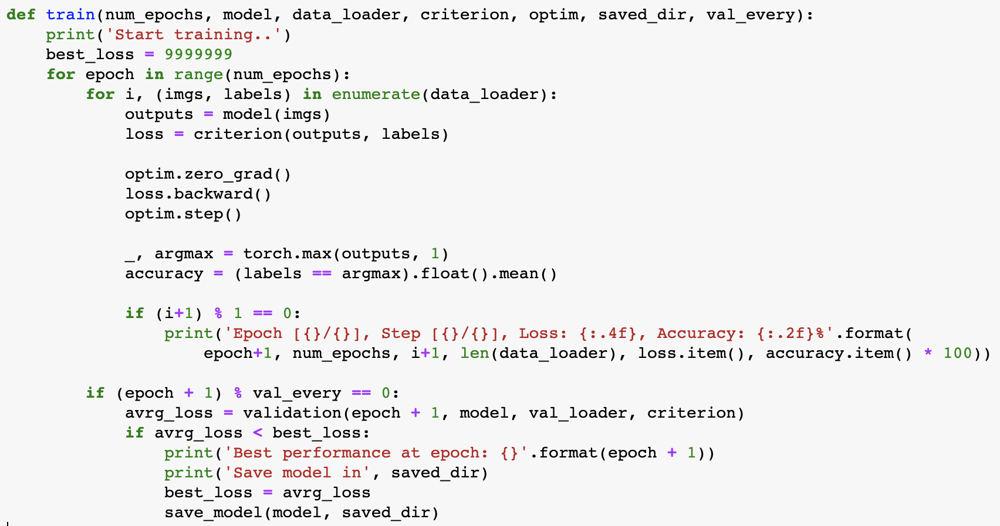 def train(num_epochs, model, data_loader, criterion, optim, saved_dir, val_every):
    print('Start training..')
    best_loss = 9999999
    for epoch in range(num_epochs):
        for i, (imgs, labels) in enumerate(data_loader):
            outputs = model(imgs)
            loss = criterion(outputs, labels)

            optim.zero_grad()
            loss.backward()
            optim.step()

            _, argmax = torch.max(outputs, 1)
            accuracy = (labels == argmax).float().mean()

            if (i+1) % 1 == 0:
                print('Epoch [{}/{}], Step [{}/{}], Loss: {:.4f}, Accuracy: {:.2f}%'.format(
                    epoch+1, num_epochs, i+1, len(data_loader), loss.item(), accuracy.item() * 100))

        if (epoch + 1) % val_every == 0:
            avrg_loss = validation(epoch + 1, model, val_loader, criterion)
            if avrg_loss < best_loss:
                print('Best performance at epoch: {}'.format(epoch + 1))
                print('Save model in', saved_dir)
                best_loss = avrg_loss
                save_model(model, saved_dir)